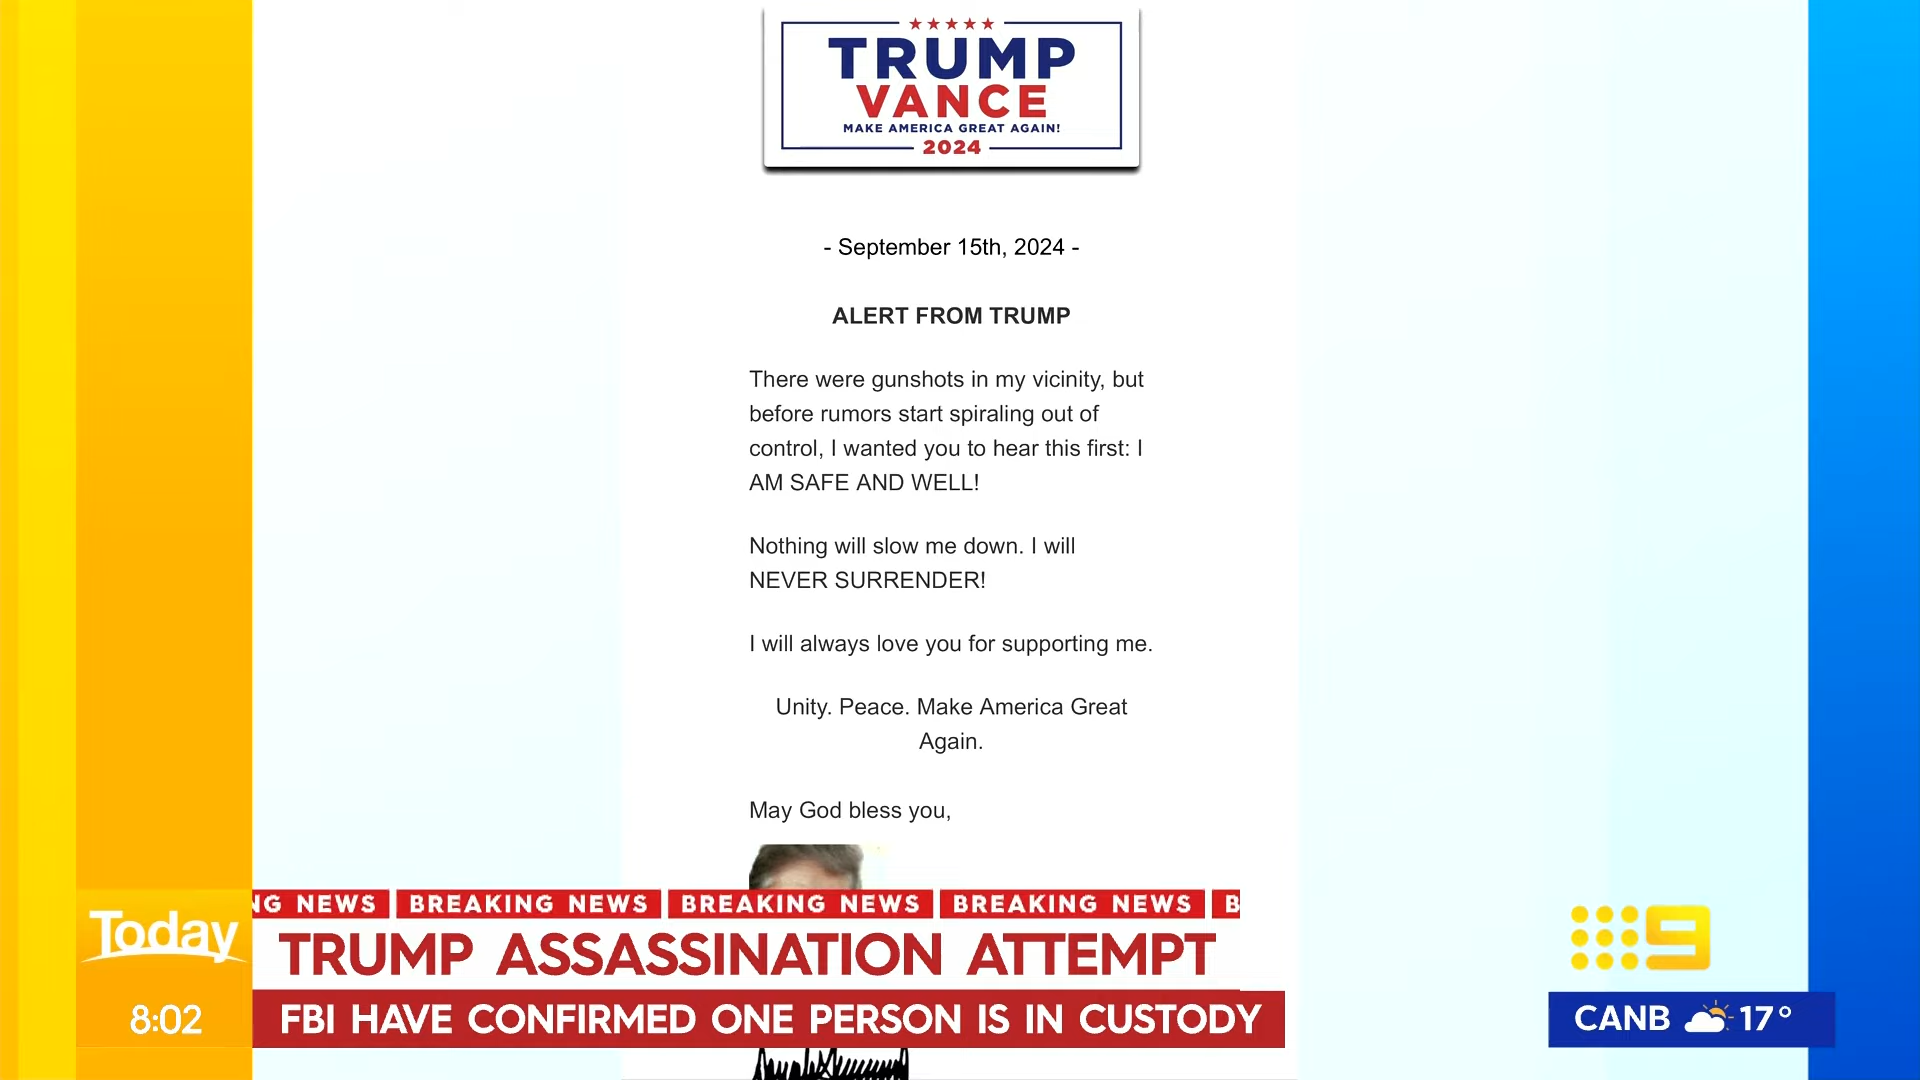 TRUMP
VANCE
MAKE AMERICA GREAT AGAIN!
2024
- September 15th, 2024 -
ALERT FROM TRUMP
There were gunshots in my vicinity, but
before rumors start spiraling out of
control, I wanted you to hear this first: I
AM SAFE AND WELL!
Nothing will slow me down. I will
NEVER SURRENDER!
I will always love you for supporting me.
Unity. Peace. Make America Great
Again.
May God bless you,
NG NEWS BREAKING NEWS BREAKING NEWS BREAKING NEWS B
Today
TRUMP ASSASSINATION ATTEMPT
8:02
FBI HAVE CONFIRMED ONE PERSON IS IN CUSTODY
9
CANB 17°